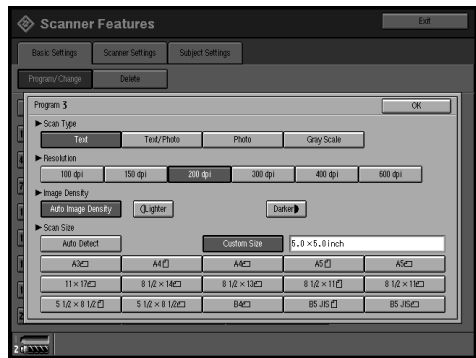 Scanner Features
Exit
Basic Settings Scanner Settings Subject Settings
Program/Change Delete
Program 3 OK
►Scan Type
Text Text/Photo Photo Gray Scale
►Resolution
100 dpi 150 dpi 200 dpi 300 dpi 400 dpi 600 dpi
►Image Density
Auto Image Density Lighter Darker
►Scan Size
Auto Detect Custom Size 5.0×5.0inch
A3 A4 A4 A5 A5
11×17 8 1/2×14 8 1/2×13 8 1/2×11 8 1/2×11
5 1/2×8 1/2 5 1/2×8 1/2 B4 B5 JIS B5 JIS